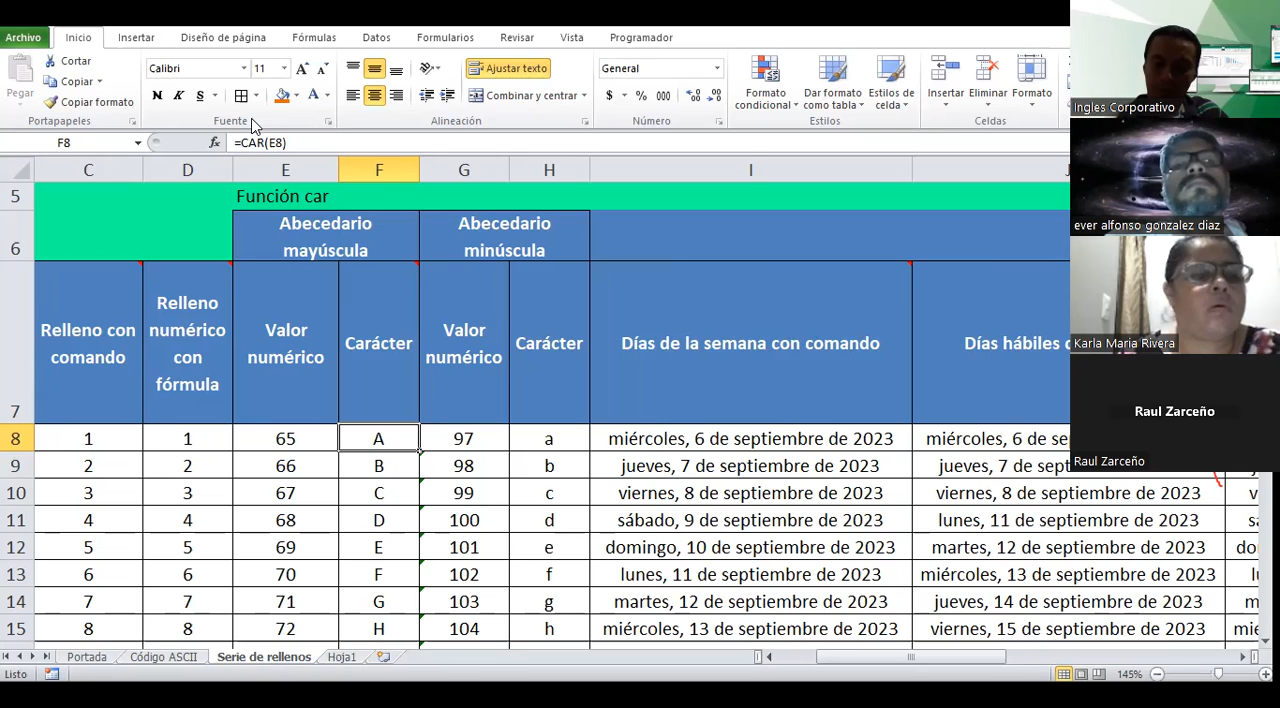 Archivo Inicio Insertar Diseño de página Fórmulas Datos Formularios Revisar Vista Programador
Pegar
Cortar
Copiar
Copiar formato
Portapapeles
Calibri 11
N K S
Fuente
Ajustar texto
Combinar y centrar
Alineación
General
$ % 000
Número
Formato condicional
Dar formato como tabla
Estilos de celda
Estilos
Insertar Eliminar Formato
Celdas
F8 fx =CAR(E8)
C D E F G H I
5 Función car
6 Abecedario mayúscula Abecedario minúscula
7 Relleno con comando Relleno numérico con fórmula Valor numérico Carácter Valor numérico Carácter Días de la semana con comando Días hábiles
8 1 1 65 A 97 a miércoles, 6 de septiembre de 2023 miércoles, 6 de
9 2 2 66 B 98 b jueves, 7 de septiembre de 2023 jueves, 7 de
10 3 3 67 C 99 c viernes, 8 de septiembre de 2023 viernes, 8 de septiembre de 2023
11 4 4 68 D 100 d sábado, 9 de septiembre de 2023 lunes, 11 de septiembre de 2023
12 5 5 69 E 101 e domingo, 10 de septiembre de 2023 martes, 12 de septiembre de 2023
13 6 6 70 F 102 f lunes, 11 de septiembre de 2023 miércoles, 13 de septiembre de 2023
14 7 7 71 G 103 g martes, 12 de septiembre de 2023 jueves, 14 de septiembre de 2023
15 8 8 72 H 104 h miércoles, 13 de septiembre de 2023 viernes, 15 de septiembre de 2023
Portada Código ASCII Serie de rellenos Hoja1
Listo 145%
Ingles Corporativo
ever alfonso gonzalez diaz
Karla Maria Rivera
Raul Zarceño
Raul Zarceño